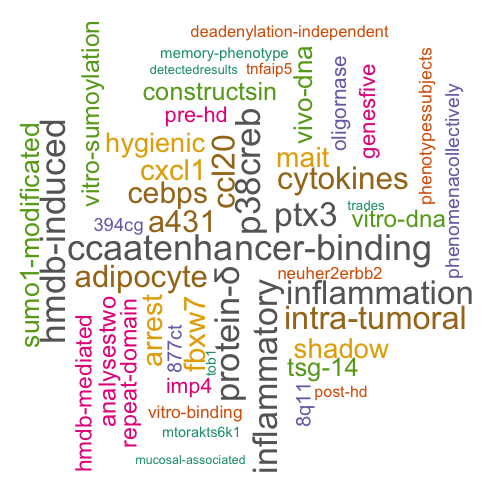 deadenylation-independent
memory-phenotype
detectedresults
tnfaip5
constructsin
pre-hd
vitro-sumoylation
vivo-dna
oligornase
genesfive
phenotypessubjects
phenomenacollectively
hygienic
cxcl1
cebps
ccl20
p38creb
mait
cytokines
sumo1-modificated
hmdb-induced
394cg
a431
ptx3
trades
vitro-dna
ccaatenhancer-binding
adipocyte
protein-δ
neuher2erbb2
inflammation
intra-tumoral
inflammatory
hmdb-mediated
analysestwo
repeat-domain
arrest
877ct
fbxw7
tob1
imp4
shadow
tsg-14
8q11
post-hd
vitro-binding
mtorakts6k1
mucosal-associated